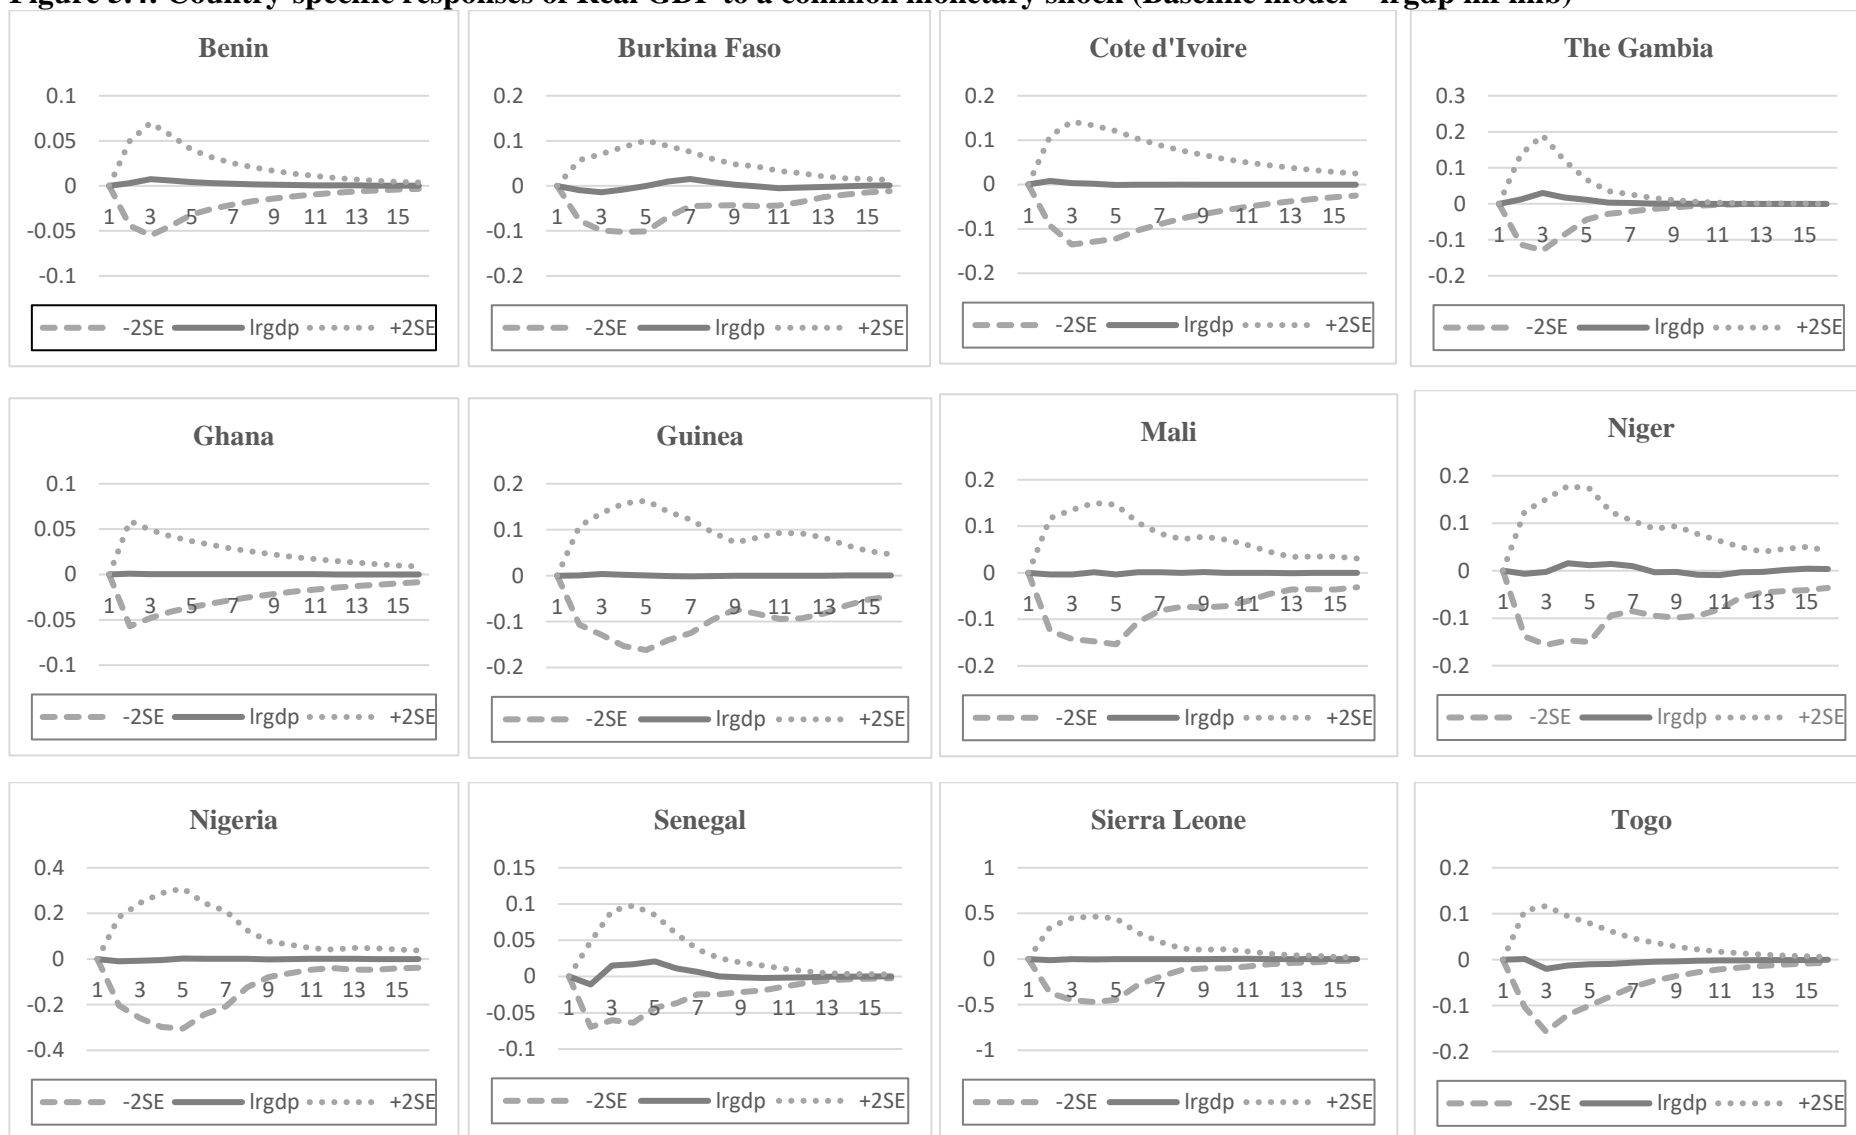 Country-specific responses of Real GDP to a common monetary shock (Baseline model
Benin
0.1
0.05
0
-0.05
-0.1
1 3 5 7 9 11 13 15
-2SE lrgdp +2SE
Burkina Faso
0.2
0.1
0
-0.1
-0.2
1 3 5 7 9 11 13 15
-2SE lrgdp +2SE
Cote d'Ivoire
0.2
0.1
0
-0.1
-0.2
1 3 5 7 9 11 13 15
-2SE lrgdp +2SE
The Gambia
0.3
0.2
0.1
0
-0.1
-0.2
1 3 5 7 9 11 13 15
-2SE lrgdp +2SE
Ghana
0.1
0.05
0
-0.05
-0.1
1 3 5 7 9 11 13 15
-2SE lrgdp +2SE
Guinea
0.2
0.1
0
-0.1
-0.2
1 3 5 7 9 11 13 15
-2SE lrgdp +2SE
Mali
0.2
0.1
0
-0.1
-0.2
1 3 5 7 9 11 13 15
-2SE lrgdp +2SE
Niger
0.2
0.1
0
-0.1
-0.2
1 3 5 7 9 11 13 15
-2SE lrgdp +2SE
Nigeria
0.4
0.2
0
-0.2
-0.4
1 3 5 7 9 11 13 15
-2SE lrgdp +2SE
Senegal
0.15
0.1
0.05
0
-0.05
-0.1
1 3 5 7 9 11 13 15
-2SE lrgdp +2SE
Sierra Leone
1
0.5
0
-0.5
-1
1 3 5 7 9 11 13 15
-2SE lrgdp +2SE
Togo
0.2
0.1
0
-0.1
-0.2
1 3 5 7 9 11 13 15
-2SE lrgdp +2SE